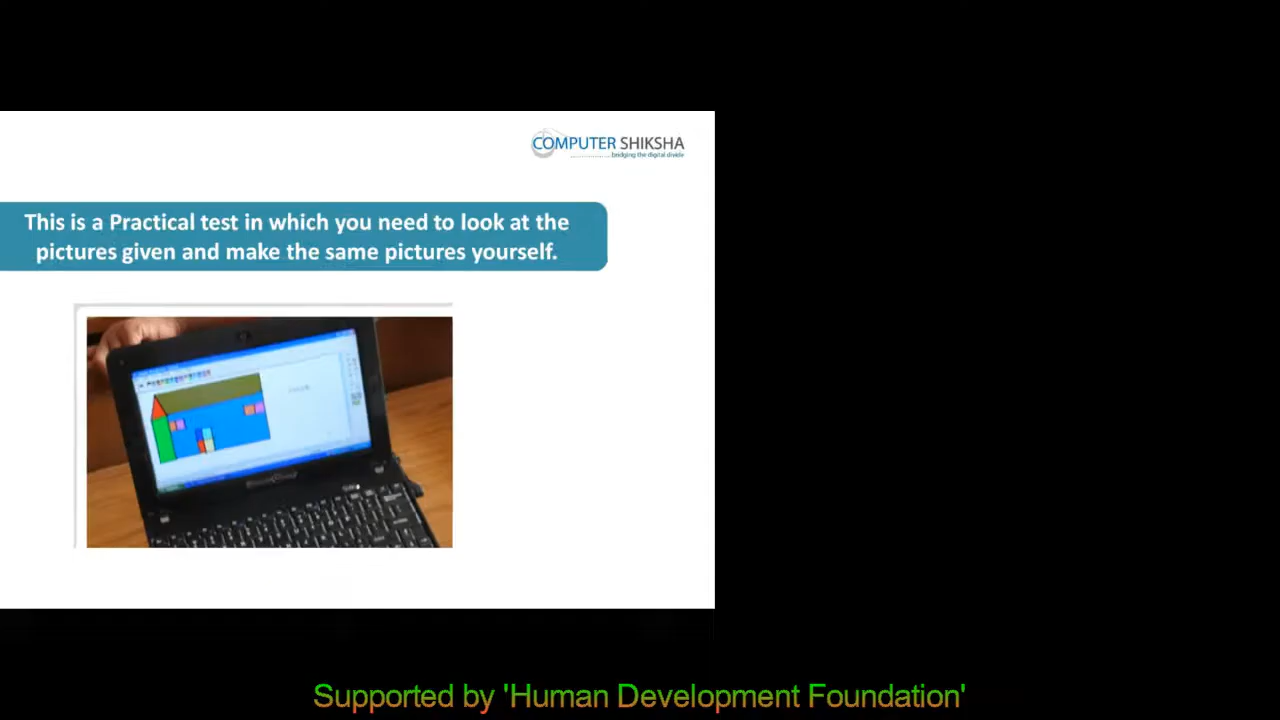 COMPUTER SHIKSHA
bridging the digital divide
This is a Practical test in which you need to look at the
pictures given and make the same pictures yourself.
Supported by 'Human Development Foundation'